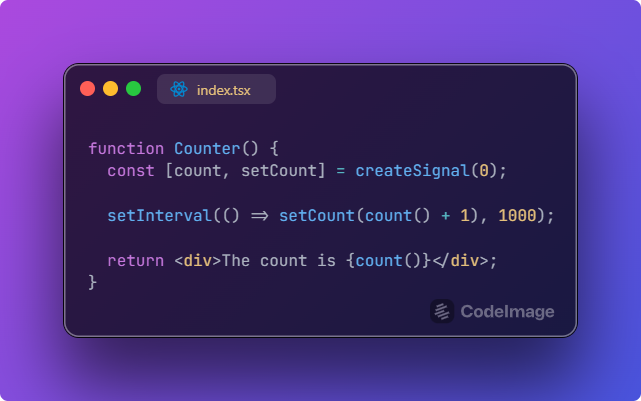 index.tsx
function Counter() {
  const [count, setCount] = createSignal(0);
  setInterval(() => setCount(count() + 1), 1000);
  return <div>The count is {count()}</div>;
}
CodeImage